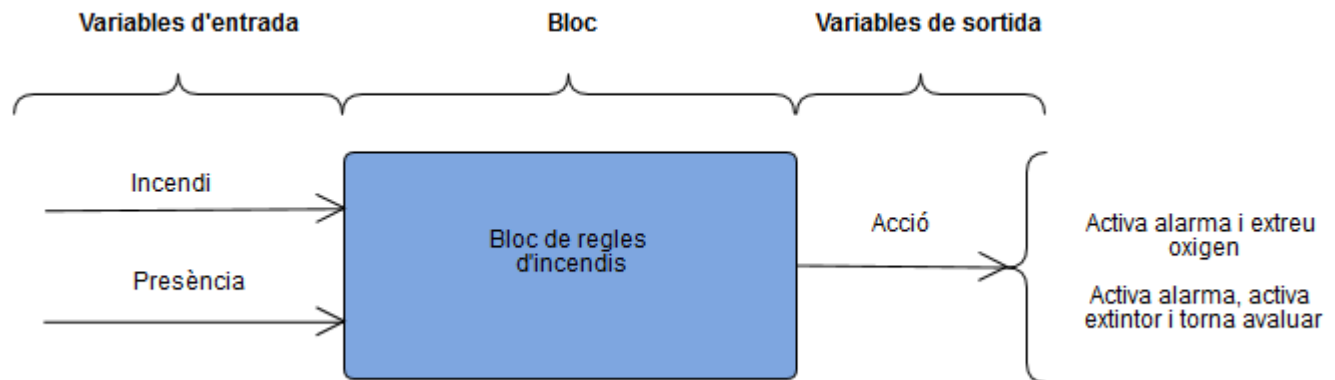 Variables d'entrada
Bloc
Variables de sortida
Incendi
Presència
Bloc de regles
d'incendis
Acció
Activa alarma i extreu
oxigen
Activa alarma, activa
extintor i torna avaluar